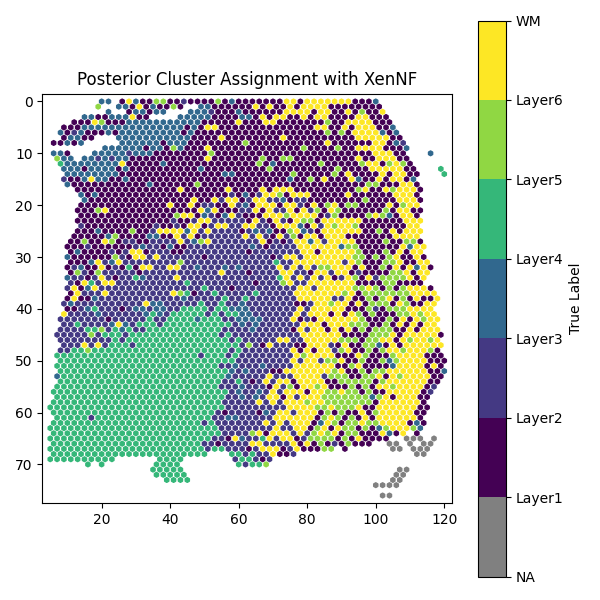 Posterior Cluster Assignment with XenNF
0
10
20
30
40
50
60
70
20
40
60
80
100
120
WM
Layer6
Layer5
Layer4
Layer3
Layer2
Layer1
NA
True Label